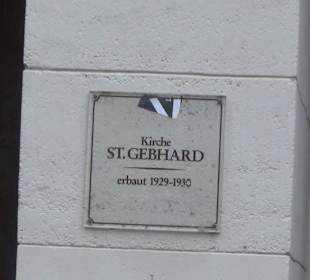 Kirche
ST. GEBHARD
erbaut 1929-1930